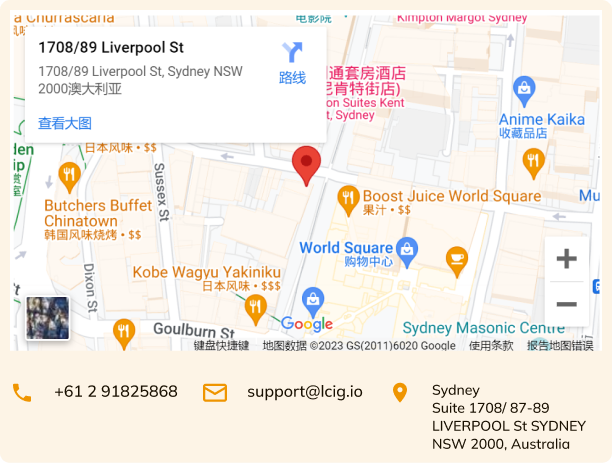 a Churrascaria
电影院
Kimpton Margot Sydney
1708/89 Liverpool St
1708/89 Liverpool St, Sydney NSW
2000澳大利亚
路线
查看大图
通套房酒店
尼肯特街店)
on Suites Kent
t, Sydney
Anime Kaika
收藏品店
den
ip
日本风味 • $$
Butchers Buffet
Chinatown
韩国风味烧烤 • $$
Sussex St
Boost Juice World Square
果汁 • $$
Mu
World Square
购物中心
Kobe Wagyu Yakiniku
日本风味 • $$$
Dixon St
Goulburn St
Google
Sydney Masonic Centre
键盘快捷键
地图数据 ©2023 GS(2011)6020 Google
使用条款
报告地图错误
+61 2 91825868
support@lcig.io
Sydney
Suite 1708/ 87-89
LIVERPOOL St SYDNEY
NSW 2000, Australia